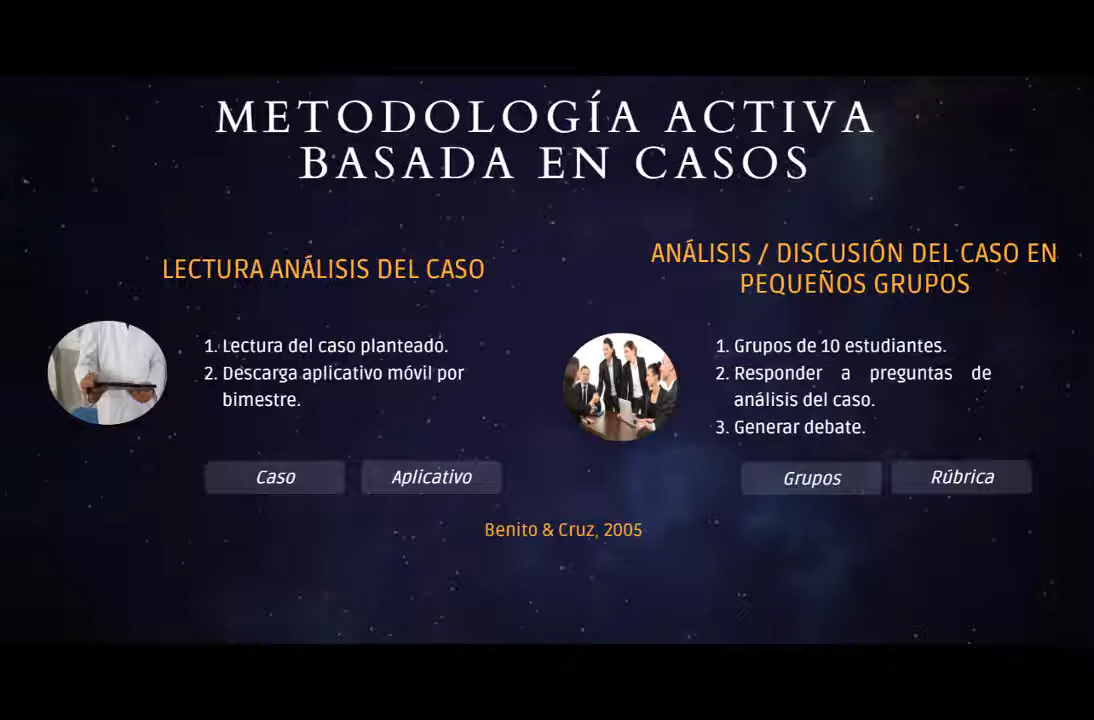 METODOLOGÍA ACTIVA
BASADA EN CASOS
LECTURA ANÁLISIS DEL CASO
1. Lectura del caso planteado.
2. Descarga aplicativo móvil por
bimestre.
Caso
Aplicativo
ANÁLISIS / DISCUSIÓN DEL CASO EN
PEQUEÑOS GRUPOS
1. Grupos de 10 estudiantes.
2. Responder a preguntas de
análisis del caso.
3. Generar debate.
Grupos
Rúbrica
Benito & Cruz, 2005